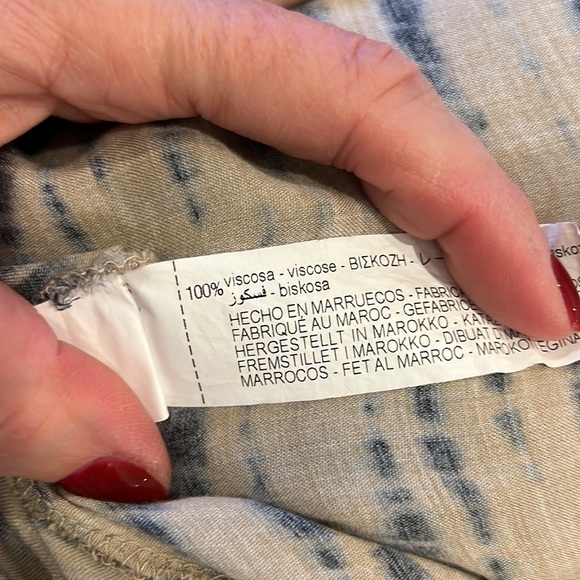 100% viscosa - viscose - ΒΙΣΚΟΖΗ -
فسكوز - biskosa
HECHO EN MARRUECOS -
FABRIQUÉ AU MAROC -
HERGESTELLT IN MAROKKO -
FREMSTILLET I MAROKKO -
MARROCOS - FET AL MARROC -